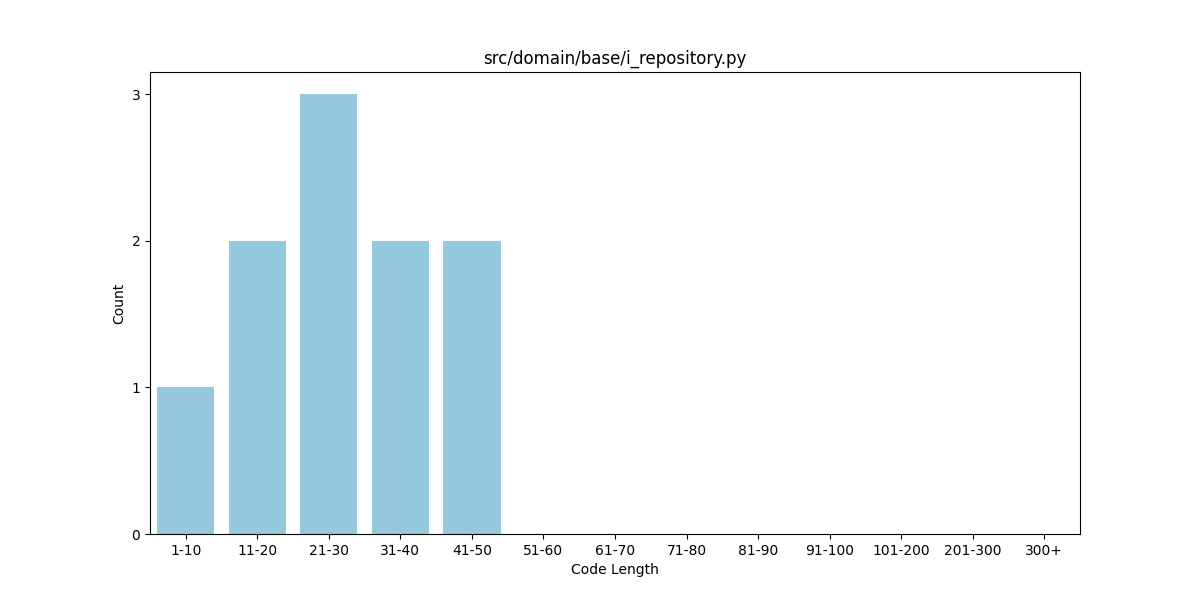 src/domain/base/i_repository.py
3
2
1
0
Count
1-10 11-20 21-30 31-40 41-50 51-60 61-70 71-80 81-90 91-100 101-200 201-300 300+
Code Length